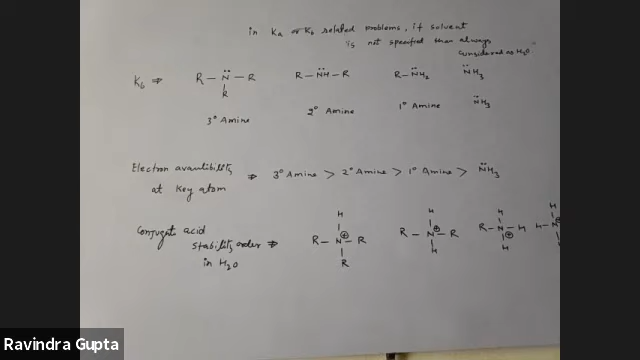 in Ka or Kb related problems, if solvent
is not specified then always
considered as H2O
Kb ⇒ R–N̈–R R–N̈H–R R–N̈H2 N̈H3
R N̈H3
3° Amine 2° Amine 1° Amine
Electron avaitibility ⇒ 3° Amine > 2° Amine > 1° Amine > N̈H3
at Key atom
Conjugate acid
stability order ⇒
in H2O
H H H H
R–N⊕–R R–N⊕–R R–N⊕–H H–N⊕
R H H H
Ravindra Gupta